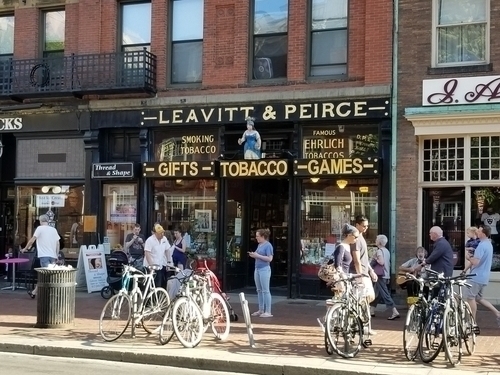 LEAVITT & PEIRCE
SMOKING
TOBACCO
FAMOUS
EHRLICH
TOBACCOS
GIFTS
TOBACCO
GAMES
Thread
& Shape
CKS
J. A